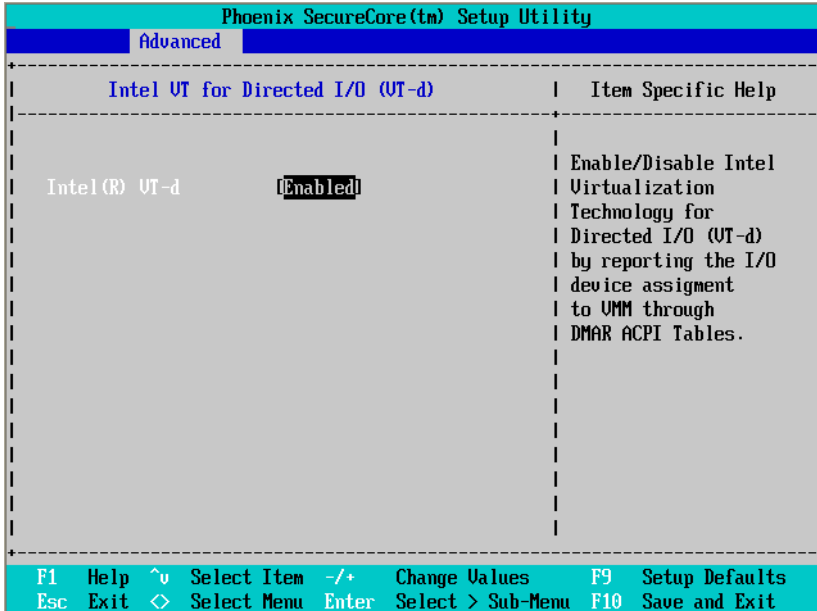 Phoenix SecureCore(tm) Setup Utility
Advanced
Intel VT for Directed I/O (VT-d)
Item Specific Help
Intel(R) VT-d [Enabled]
Enable/Disable Intel
Virtualization
Technology for
Directed I/O (VT-d)
by reporting the I/O
device assigment
to VMM through
DMAR ACPI Tables.
F1 Help ^v Select Item -/+ Change Values F9 Setup Defaults
Esc Exit <> Select Menu Enter Select > Sub-Menu F10 Save and Exit